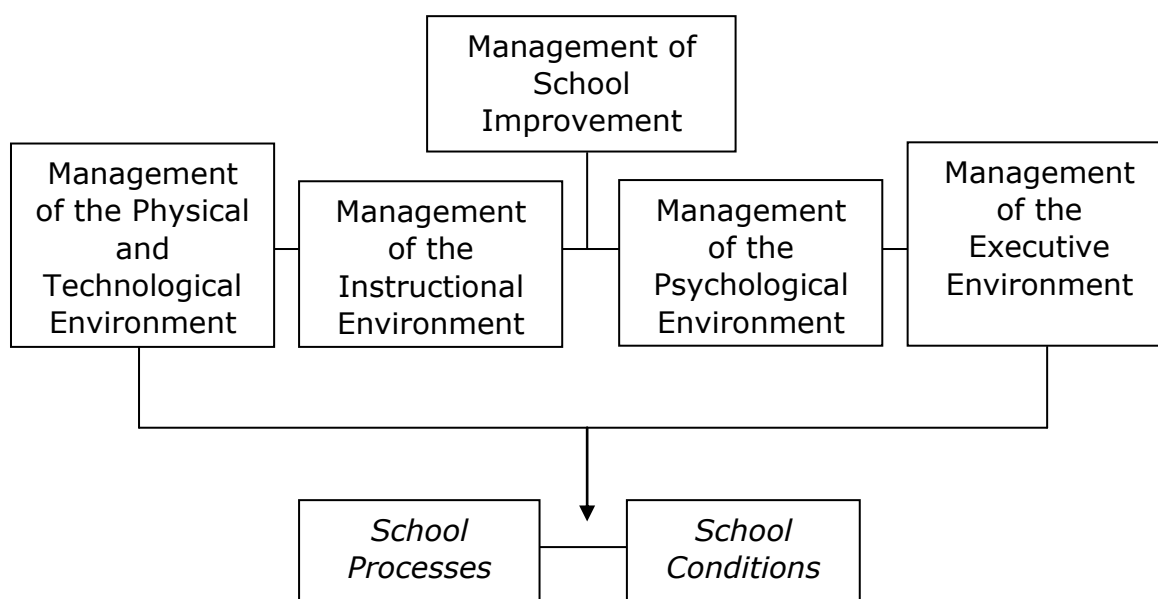 Management of
School
Improvement
Management
of the Physical
and
Technological
Environment
Management
of the
Instructional
Environment
Management
of the
Psychological
Environment
Management
of the
Executive
Environment
School
Processes
School
Conditions